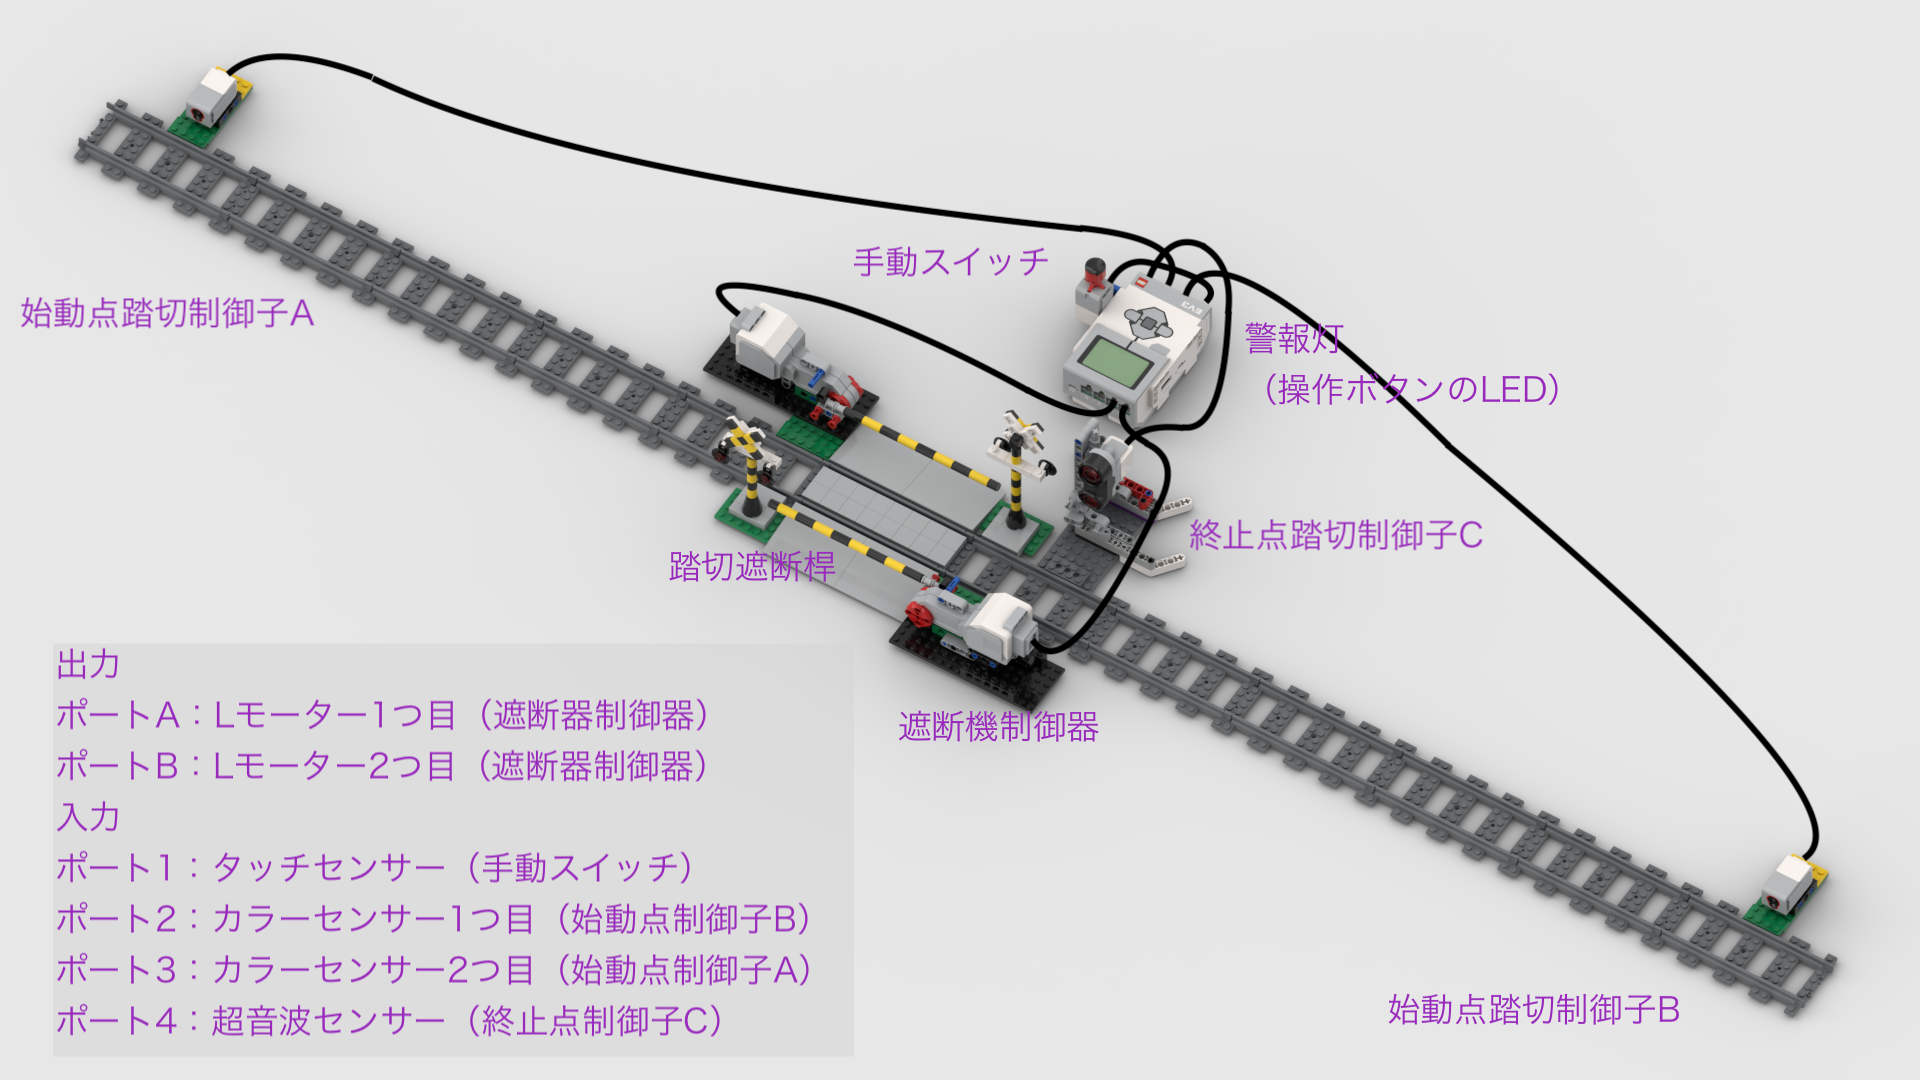 手動スイッチ
EV3
始動点踏切制御子A
警報灯
（操作ボタンのLED）
終止点踏切制御子C
踏切遮断桿
遮断機制御器
出力
ポートA：Lモーター1つ目（遮断器制御器）
ポートB：Lモーター2つ目（遮断器制御器）
入力
ポート1：タッチセンサー（手動スイッチ）
ポート2：カラーセンサー1つ目（始動点制御子B）
ポート3：カラーセンサー2つ目（始動点制御子A）
ポート4：超音波センサー（終止点制御子C）
始動点踏切制御子B